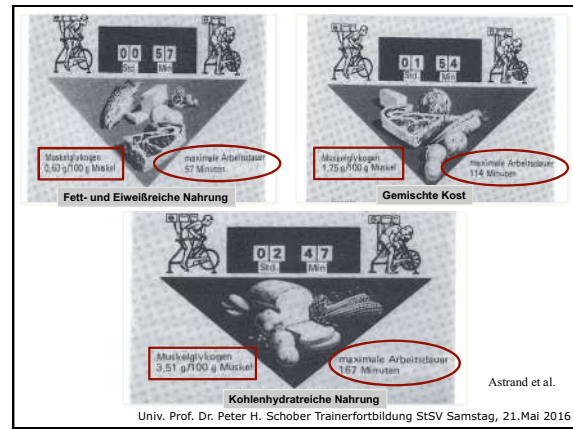 00 57
Std. Min
Muskelglykogen
0,63 g/100 g Muskel
maximale Arbeitsdauer
57 Minuten
Fett- und Eiweißreiche Nahrung
01 54
Std. Min
Muskelglykogen
1,75 g/100 g Muskel
maximale Arbeitsdauer
114 Minuten
Gemischte Kost
02 47
Std. Min
Muskelglykogen
3,51 g/100 g Muskel
maximale Arbeitsdauer
167 Minuten
Kohlenhydratreiche Nahrung
Astrand et al.
Univ. Prof. Dr. Peter H. Schober Trainerfortbildung StSV Samstag, 21.Mai 2016